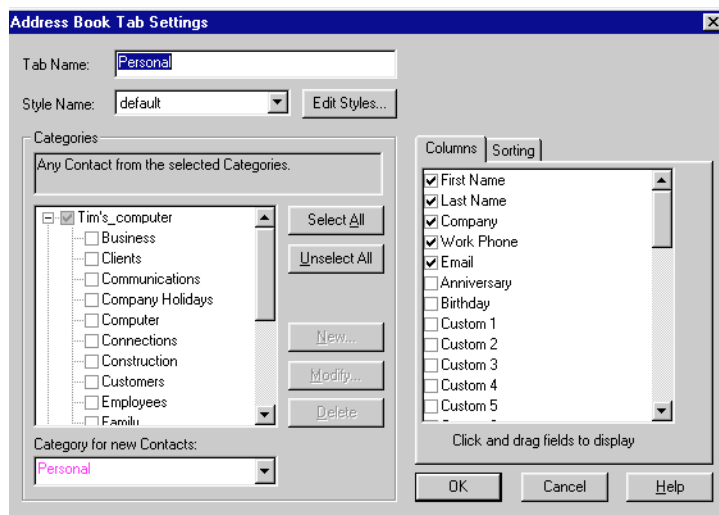 Address Book Tab Settings
Tab Name: Personal
Style Name: default Edit Styles...
Categories
Any Contact from the selected Categories.
Tim's_computer
Business
Clients
Communications
Company Holidays
Computer
Connections
Construction
Customers
Employees
Family
Select All
Unselect All
New...
Modify...
Delete
Category for new Contacts:
Personal
Columns Sorting
First Name
Last Name
Company
Work Phone
Email
Anniversary
Birthday
Custom 1
Custom 2
Custom 3
Custom 4
Custom 5
Click and drag fields to display
OK Cancel Help